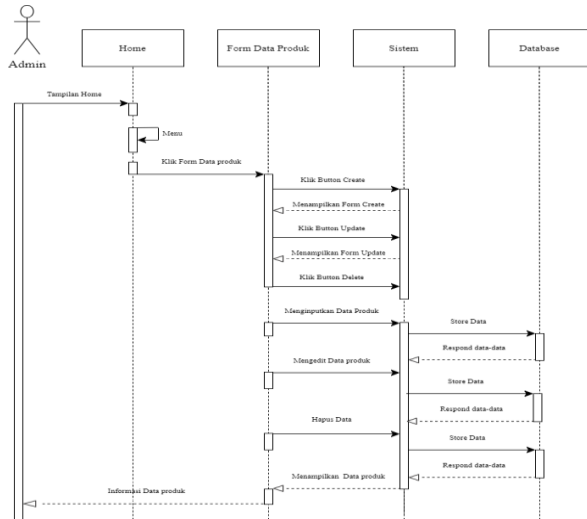 Home
Form Data Produk
Sistem
Database
Admin
Tampilan Home
Menu
Klik Form Data produk
Klik Button Create
Menampilkan Form Create
Klik Button Update
Menampilkan Form Update
Klik Button Delete
Menginputkan Data Produk
Store Data
Respond data-data
Mengedit Data produk
Store Data
Respond data-data
Hapus Data
Store Data
Respond data-data
Menampilkan Data produk
Informasi Data produk